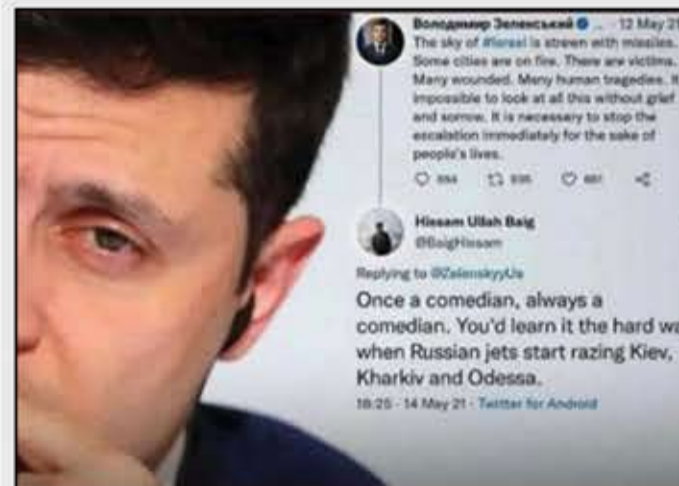 Володимир Зеленський ... · 12 May 21
The sky of #Isreal is strewn with missiles.
Some cities are on fire. There are victims.
Many wounded. Many human tragedies. It
impossible to look at all this without grief
and sorrow. It is necessary to stop the
escalation immediately for the sake of
people's lives.
Hissam Ullah Baig
@BaigHissam
Replying to @ZelenskyyUa
Once a comedian, always a
comedian. You'd learn it the hard wa
when Russian jets start razing Kiev,
Kharkiv and Odessa.
18:25 · 14 May 21 · Twitter for Android